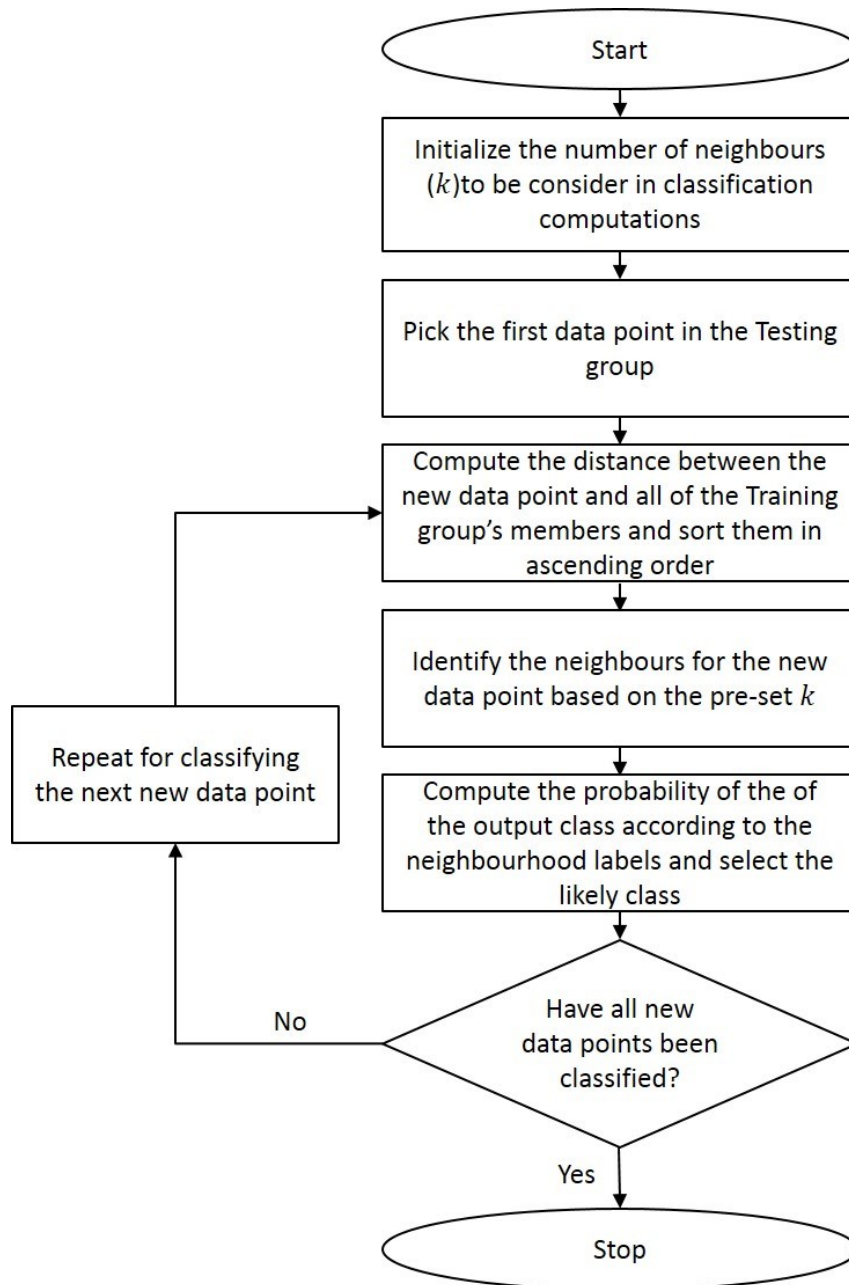 Start
Initialize the number of neighbours
(k)to be consider in classification
computations
Pick the first data point in the Testing
group
Compute the distance between the
new data point and all of the Training
group's members and sort them in
ascending order
Identify the neighbours for the new
data point based on the pre-set k
Repeat for classifying
the next new data point
Compute the probability of the of
the output class according to the
neighbourhood labels and select the
likely class
Have all new
data points been
classified?
No
Yes
Stop